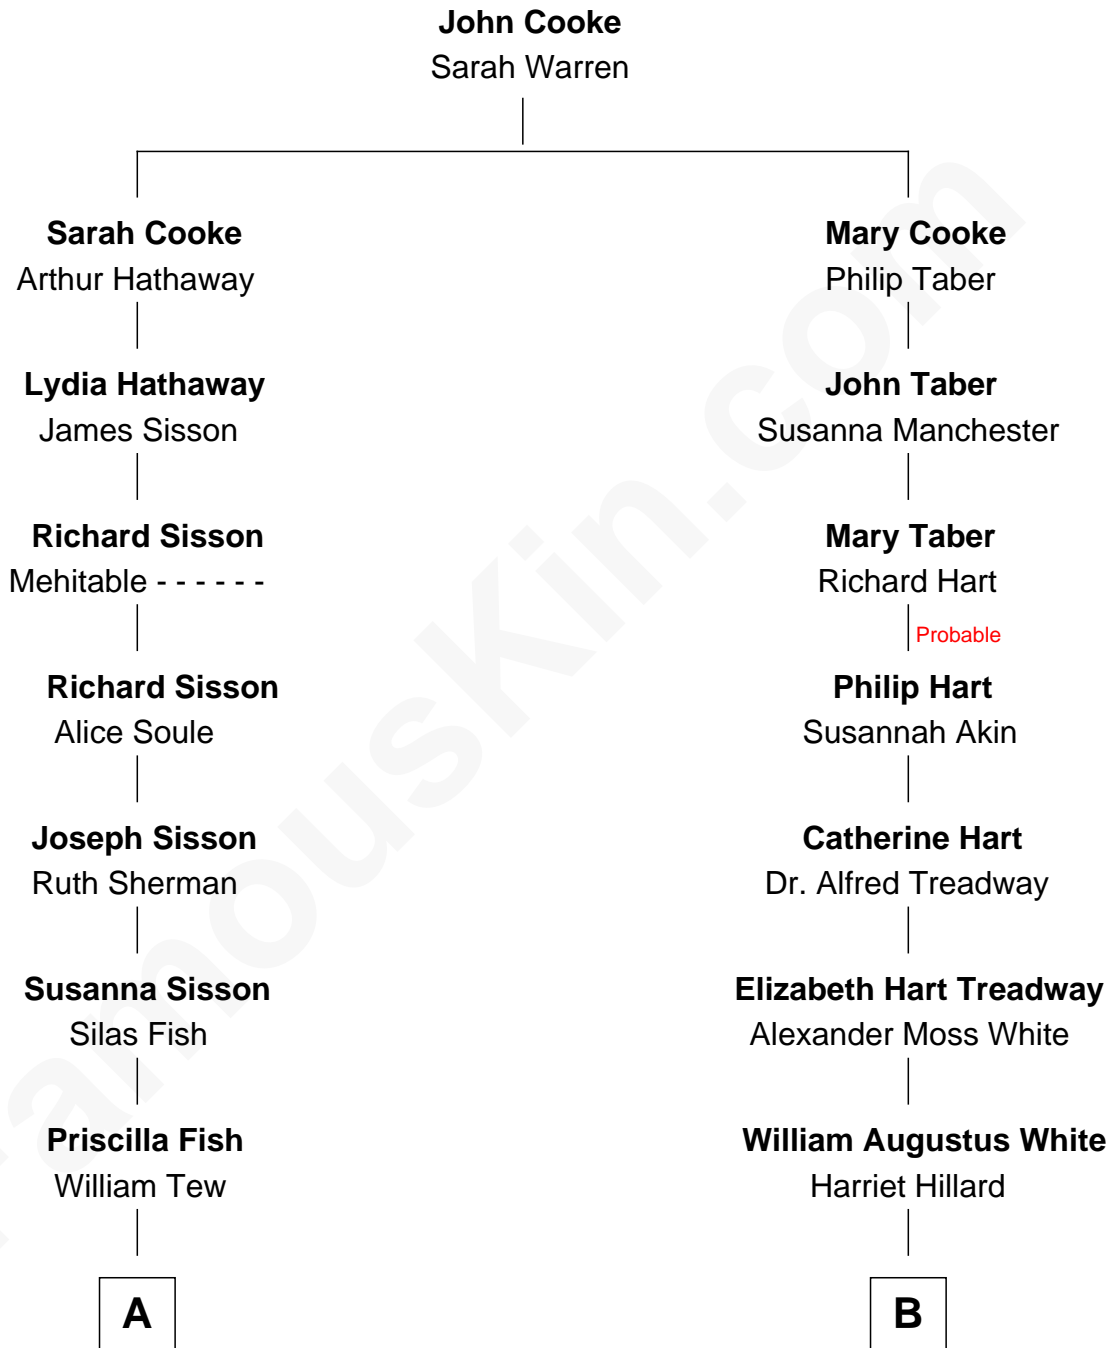 John Cooke
Sarah Warren
Sarah Cooke
Arthur Hathaway
Mary Cooke
Philip Taber
Lydia Hathaway
James Sisson
John Taber
Susanna Manchester
Richard Sisson
Mehitable - - - - - -
Mary Taber
Richard Hart
Probable
Richard Sisson
Alice Soule
Philip Hart
Susannah Akin
Joseph Sisson
Ruth Sherman
Catherine Hart
Dr. Alfred Treadway
Susanna Sisson
Silas Fish
Elizabeth Hart Treadway
Alexander Moss White
Priscilla Fish
William Tew
William Augustus White
Harriet Hillard
A
B
FamousKin.com